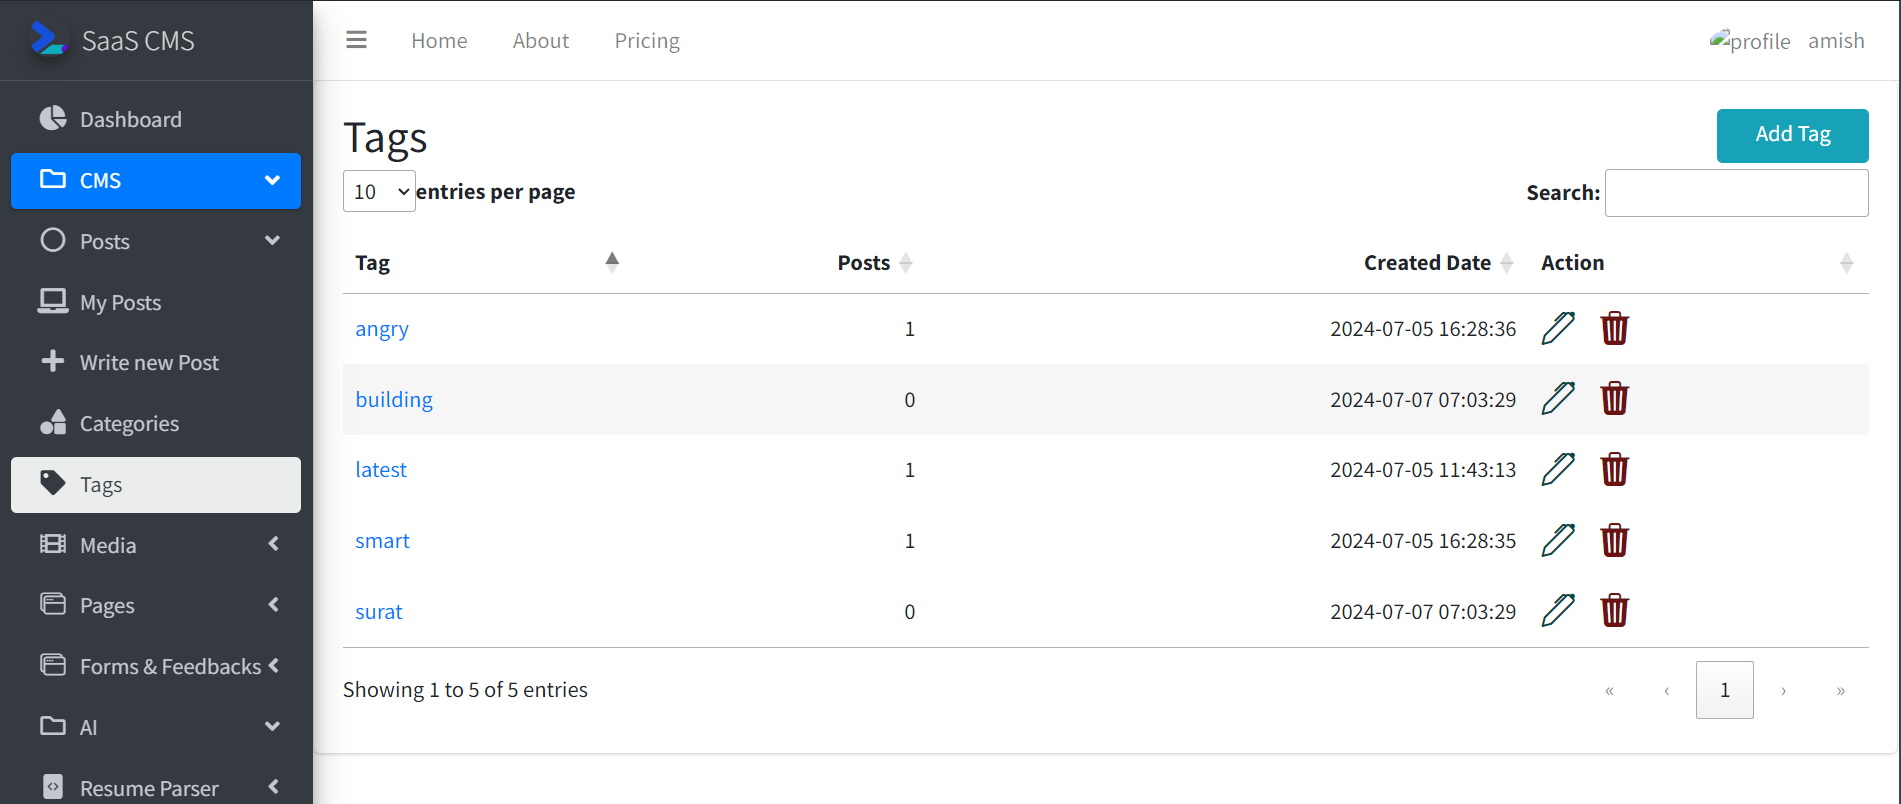 SaaS CMS
Home About Pricing
profile amish
Dashboard
CMS
Posts
My Posts
Write new Post
Categories
Tags
Media
Pages
Forms & Feedbacks
AI
Resume Parser
Tags
Add Tag
10 entries per page
Search:
Tag Posts Created Date Action
angry 1 2024-07-05 16:28:36
building 0 2024-07-07 07:03:29
latest 1 2024-07-05 11:43:13
smart 1 2024-07-05 16:28:35
surat 0 2024-07-07 07:03:29
Showing 1 to 5 of 5 entries
« ‹ 1 › »